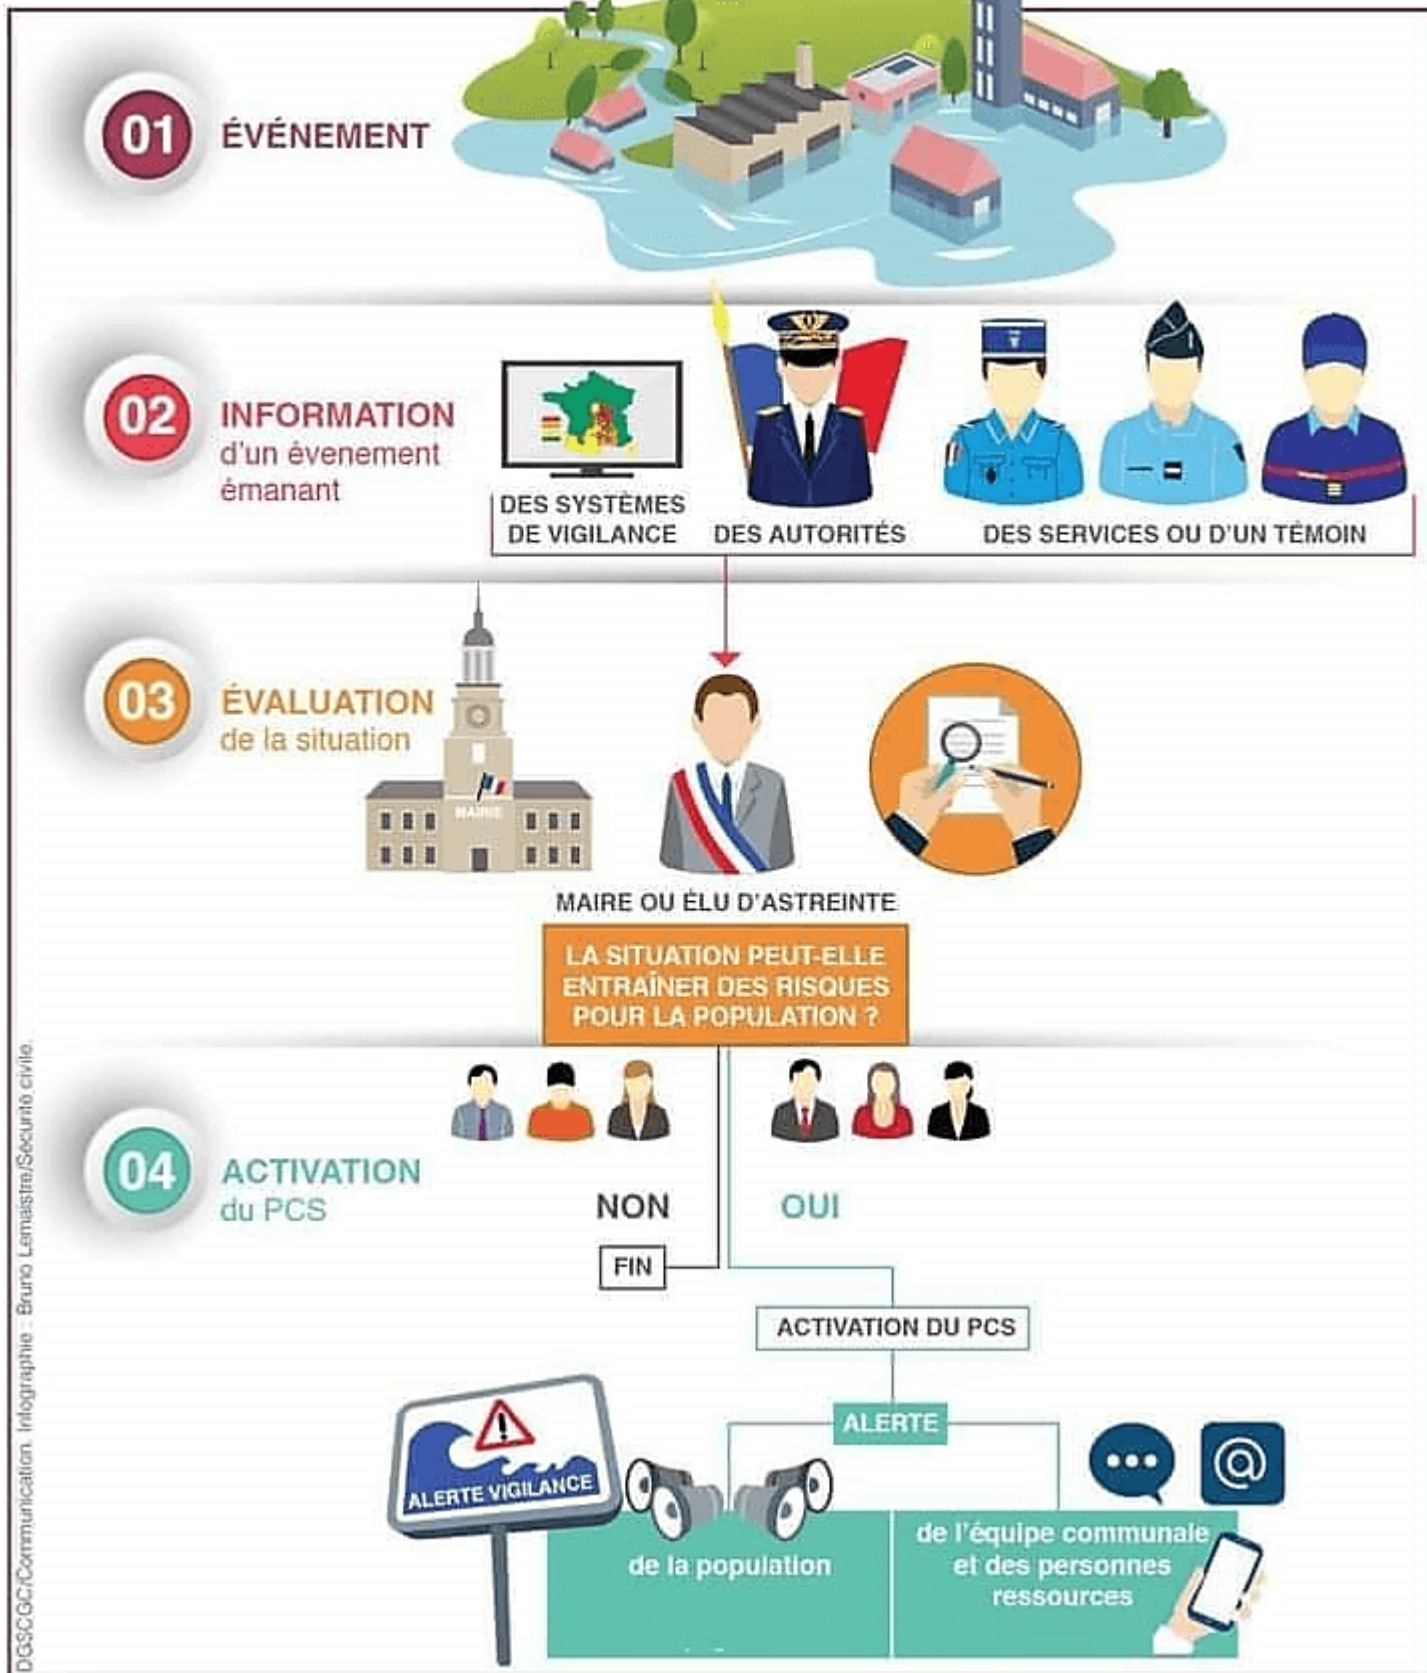 01
ÉVÉNEMENT
02
INFORMATION
d'un évenement
émanant
DES SYSTÈMES
DE VIGILANCE
DES AUTORITÉS
DES SERVICES OU D'UN TÉMOIN
03
ÉVALUATION
de la situation
MAIRIE
MAIRE OU ÉLU D'ASTREINTE
LA SITUATION PEUT-ELLE
ENTRAÎNER DES RISQUES
POUR LA POPULATION ?
04
ACTIVATION
du PCS
NON
OUI
FIN
ACTIVATION DU PCS
ALERTE
ALERTE VIGILANCE
@
de la population
de l'équipe communale
et des personnes
ressources
DGSCGC/Communication. Infographie : Bruno Lemaistre/Sécurité civile.